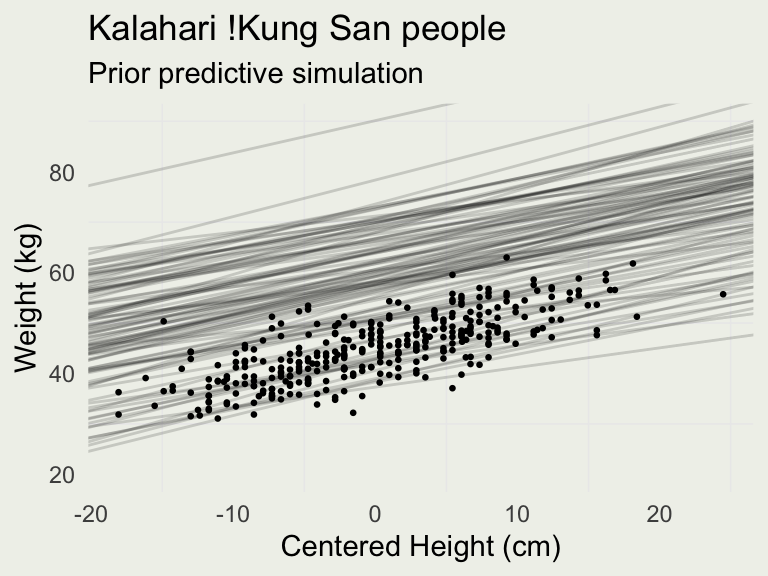 Kalahari !Kung San people
Prior predictive simulation
Weight (kg)
80
60
40
20
-20 -10 0 10 20
Centered Height (cm)